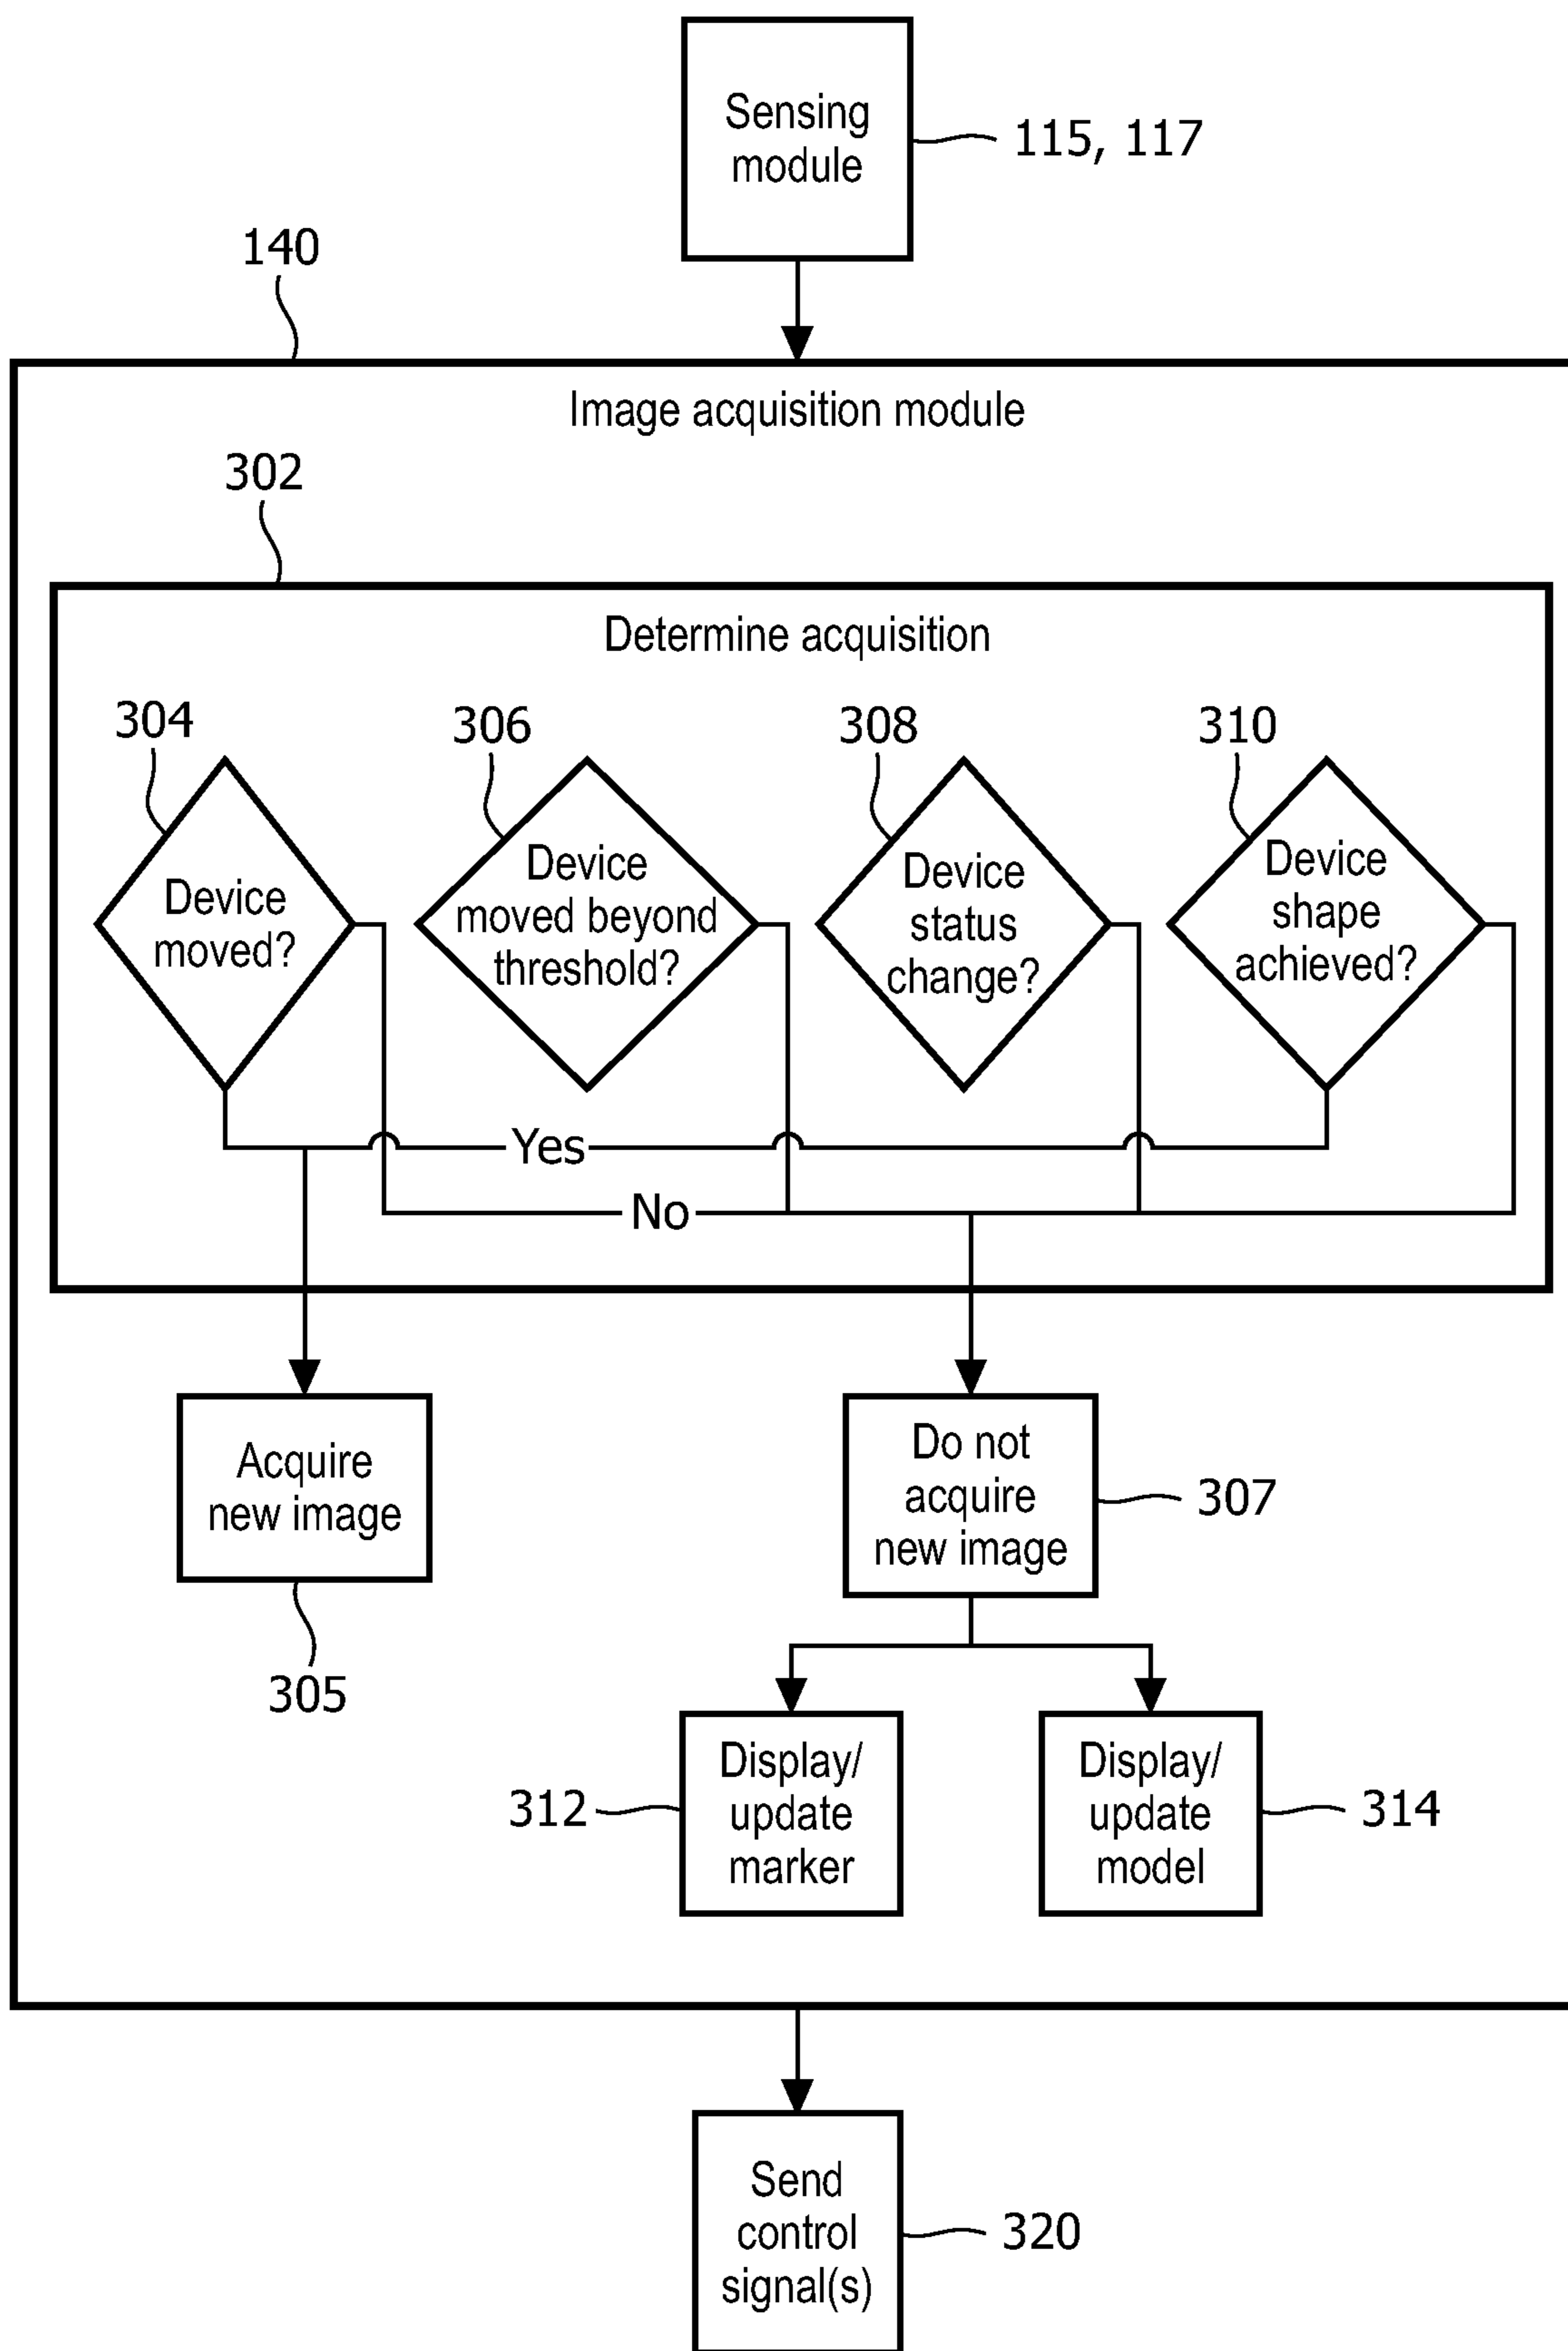 Sensing
module
115, 117
140
Image acquisition module
302
Determine acquisition
304
306
308
310
Device
moved?
Device
moved beyond
threshold?
Device
status
change?
Device
shape
achieved?
Yes
No
Acquire
new image
305
Do not
acquire
new image
307
Display/
update
marker
312
Display/
update
model
314
Send
control
signal(s)
320